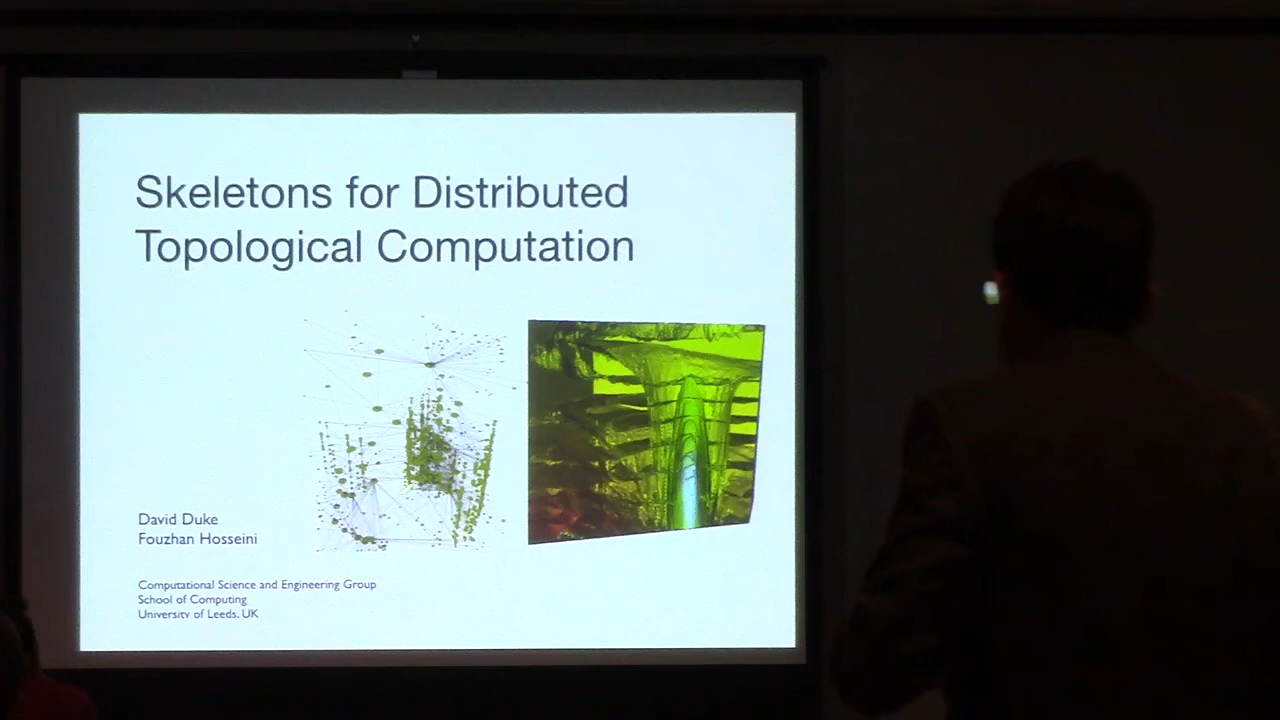 Skeletons for Distributed
Topological Computation
David Duke
Fouzhan Hosseini
Computational Science and Engineering Group
School of Computing
University of Leeds, UK